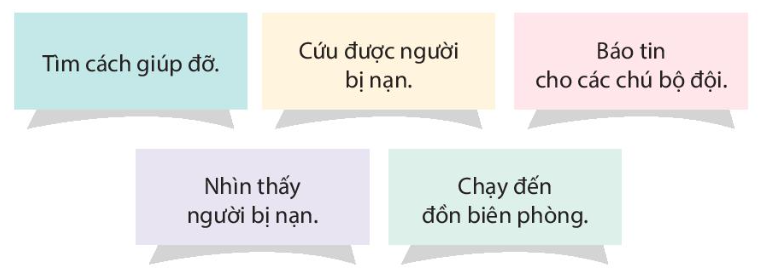 Tìm cách giúp đỡ.
Cứu được người
bị nạn.
Báo tin
cho các chú bộ đội.
Nhìn thấy
người bị nạn.
Chạy đến
đồn biên phòng.